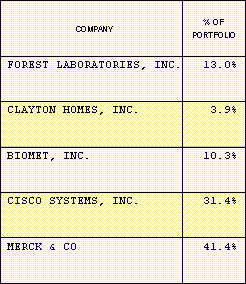 COMPANY
% OF
PORTFOLIO
FOREST LABORATORIES, INC. 13.0%
CLAYTON HOMES, INC. 3.9%
BIOMET, INC. 10.3%
CISCO SYSTEMS, INC. 31.4%
MERCK & CO 41.4%